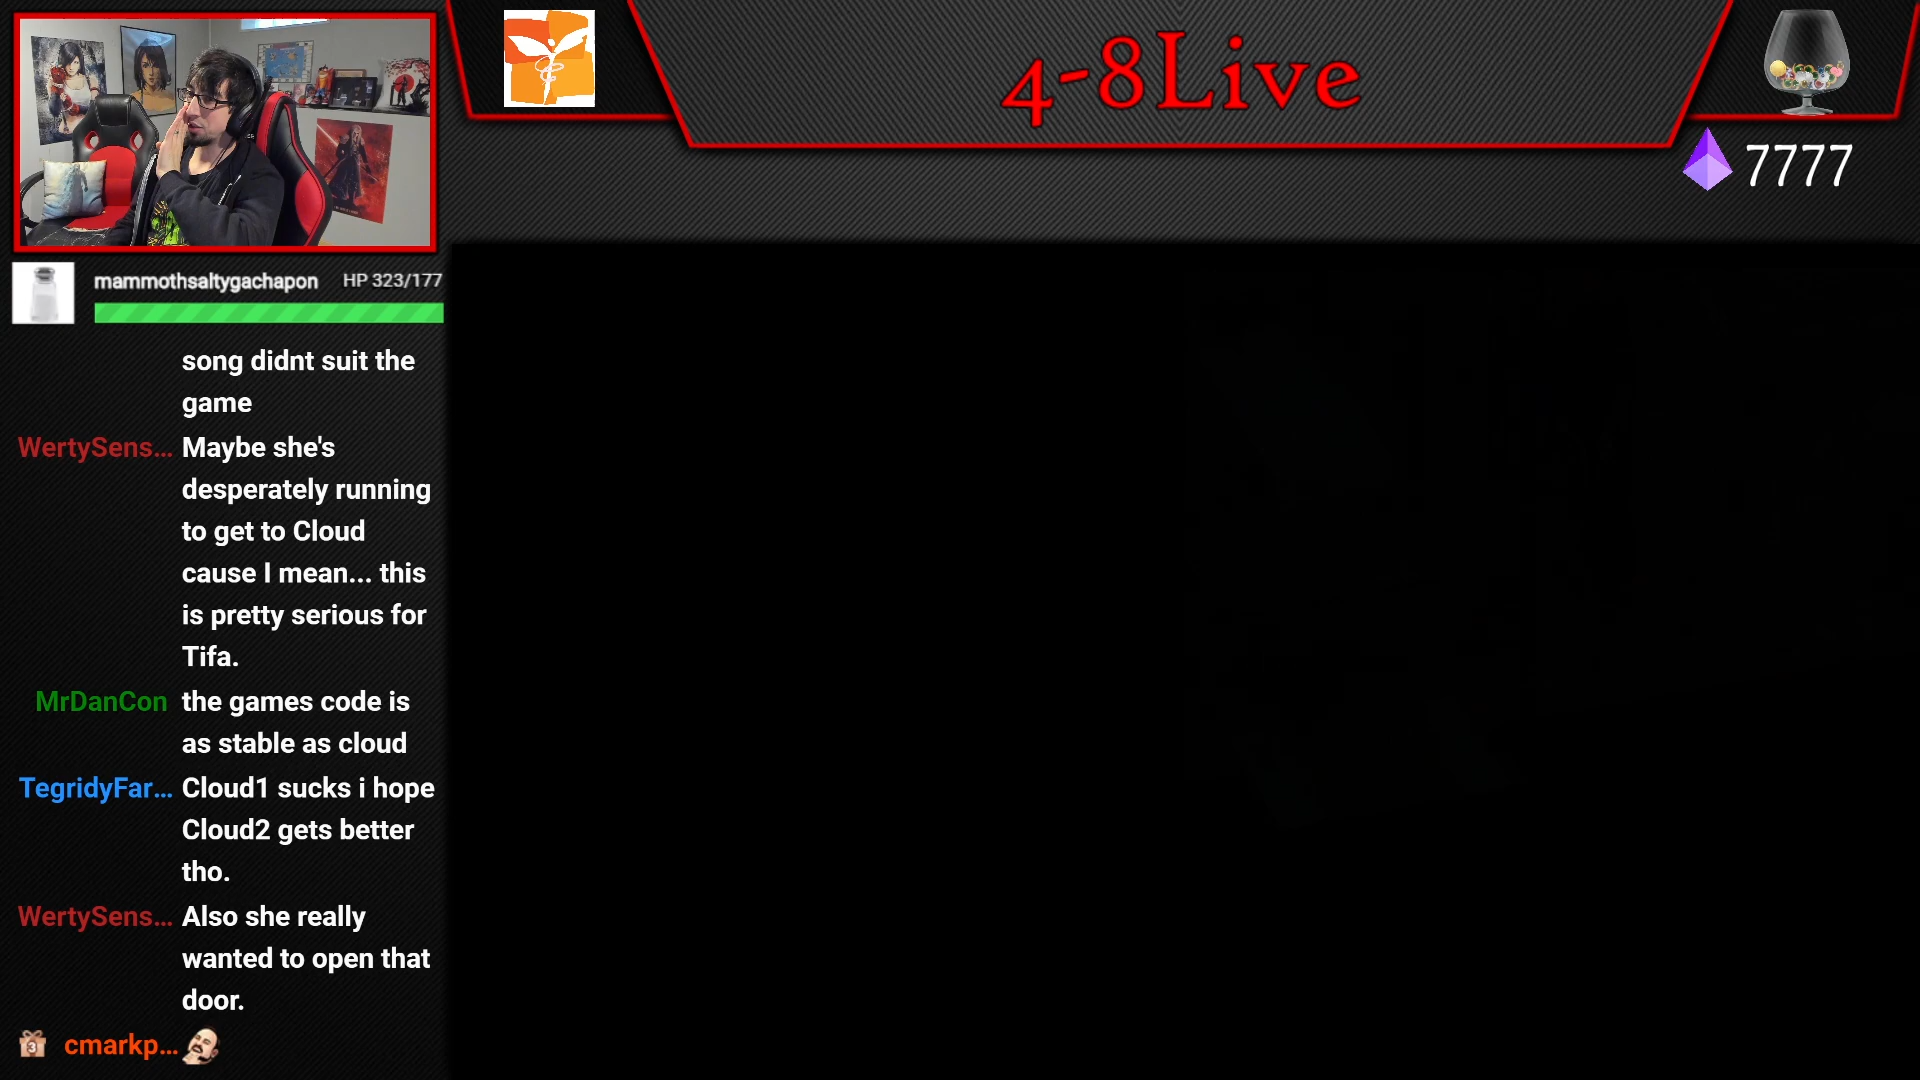 4-8Live
7777
mammothsaltygachapon HP 323/177
song didnt suit the
game
WertySens... Maybe she's
desperately running
to get to Cloud
cause I mean... this
is pretty serious for
Tifa.
MrDanCon the games code is
as stable as cloud
TegridyFar... Cloud1 sucks i hope
Cloud2 gets better
tho.
WertySens... Also she really
wanted to open that
door.
3 cmarkp...